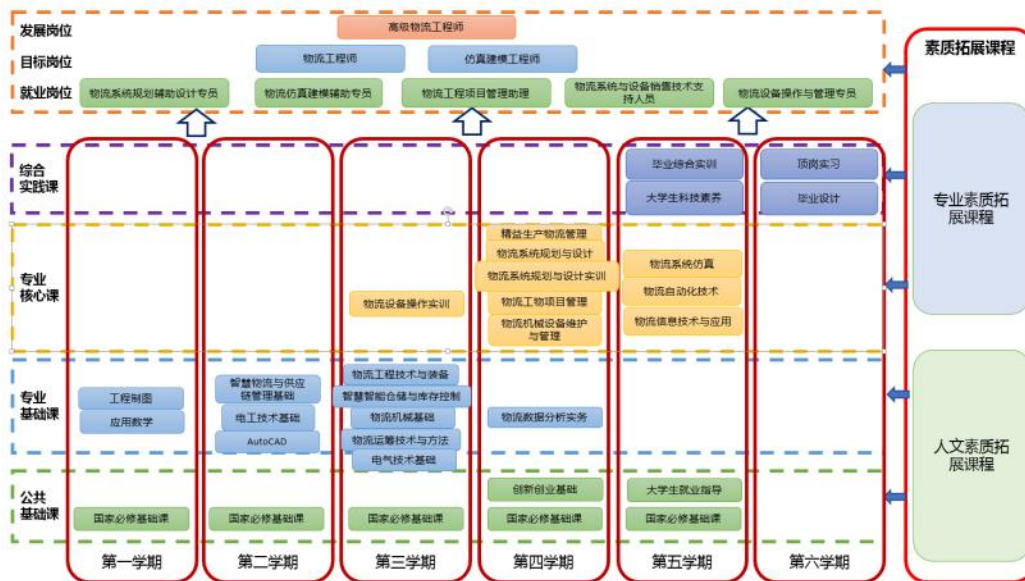 发展岗位
高级物流工程师
目标岗位
物流工程师
仿真建模工程师
就业岗位
物流系统规划辅助设计专员
物流仿真建模辅助专员
物流工程项目管理助理
物流系统与设备销售技术支
持人员
物流设备操作与管理专员
素质拓展课程
专业素质拓
展课程
人文素质拓
展课程
综合
实践课
毕业综合实训
顶岗实习
大学生科技素养
毕业设计
专业
核心课
物流设备操作实训
精益生产物流管理
物流系统规划与设计
物流系统规划与设计实训
物流工物项目管理
物流机械设备维护
与管理
物流系统仿真
物流自动化技术
物流信息技术与应用
专业
基础课
工程制图
应用数学
智慧物流与供应
链管理基础
电工技术基础
AutoCAD
物流工程技术与装备
智慧智能仓储与库存控制
物流机械基础
物流运筹技术与方法
电气技术基础
物流数据分析实务
公共
基础课
创新创业基础
大学生就业指导
国家必修基础课
国家必修基础课
国家必修基础课
国家必修基础课
国家必修基础课
第一学期
第二学期
第三学期
第四学期
第五学期
第六学期